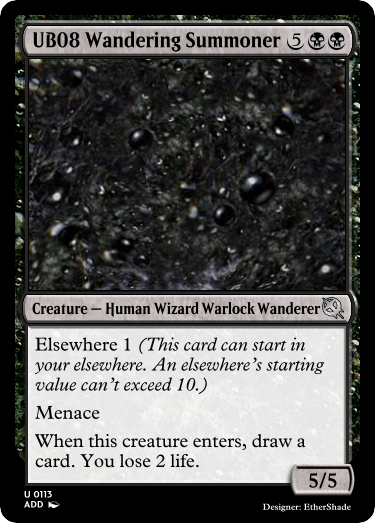 UB08 Wandering Summoner 5
Creature — Human Wizard Warlock Wanderer
Elsewhere 1 (This card can start in
your elsewhere. An elsewhere's starting
value can't exceed 10.)
Menace
When this creature enters, draw a
card. You lose 2 life.
5/5
U 0113
ADD
Designer: EtherShade